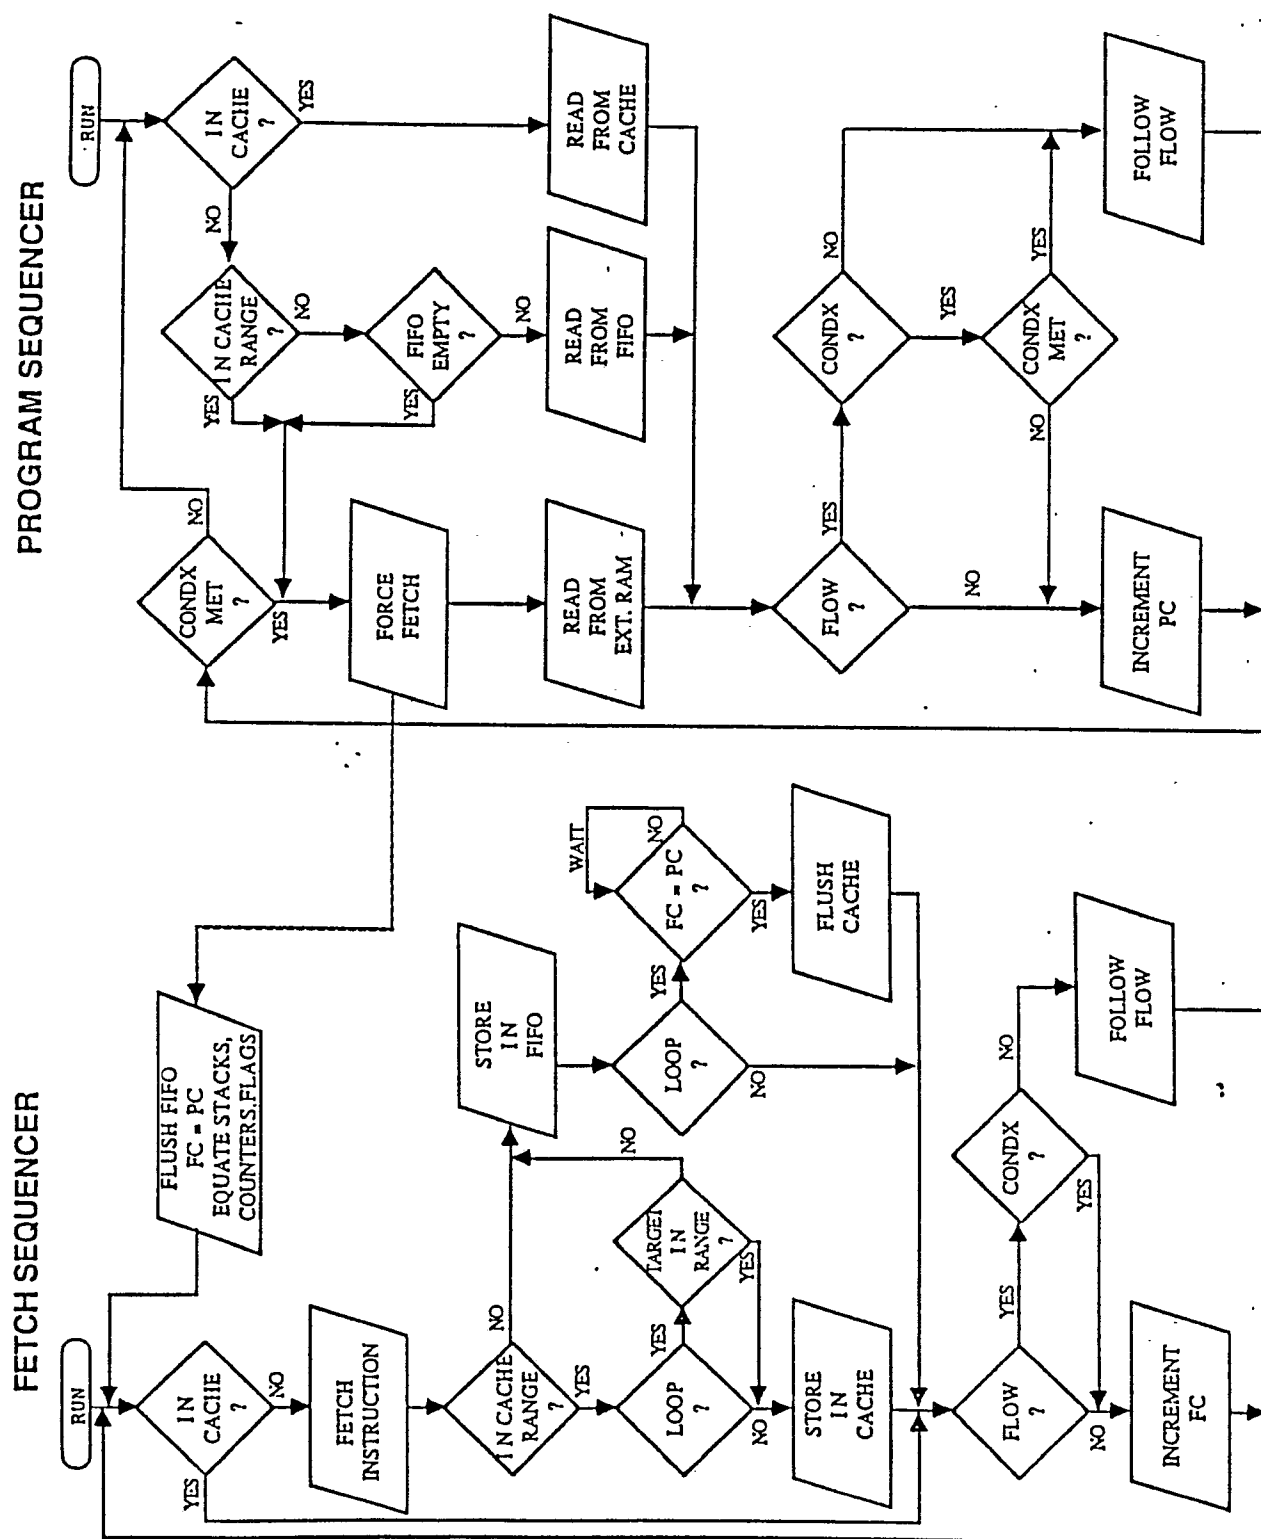 FETCH SEQUENCER
RUN
IN
CACHE
?
YES
NO
FETCH
INSTRUCTION
IN CACHE
RANGE
?
NO
YES
LOOP
?
YES
NO
TARGET
IN
RANGE
?
NO
YES
STORE
IN
CACHE
STORE
IN
FIFO
LOOP
?
YES
NO
FC = PC
?
WAIT
NO
YES
FLUSH
CACHE
FLOW
?
YES
NO
CONDX
?
NO
YES
INCREMENT
FC
FOLLOW
FLOW
FLUSH FIFO
FC = PC
EQUATE STACKS,
COUNTERS.FLAGS
PROGRAM SEQUENCER
RUN
IN
CACHE
?
YES
NO
IN CACHE
RANGE
?
YES
NO
FIFO
EMPTY
?
YES
NO
CONDX
MET
?
NO
YES
FORCE
FETCH
READ
FROM
EXT. RAM
READ
FROM
FIFO
READ
FROM
CACHE
FLOW
?
YES
NO
CONDX
?
NO
YES
CONDX
MET
?
YES
NO
INCREMENT
PC
FOLLOW
FLOW